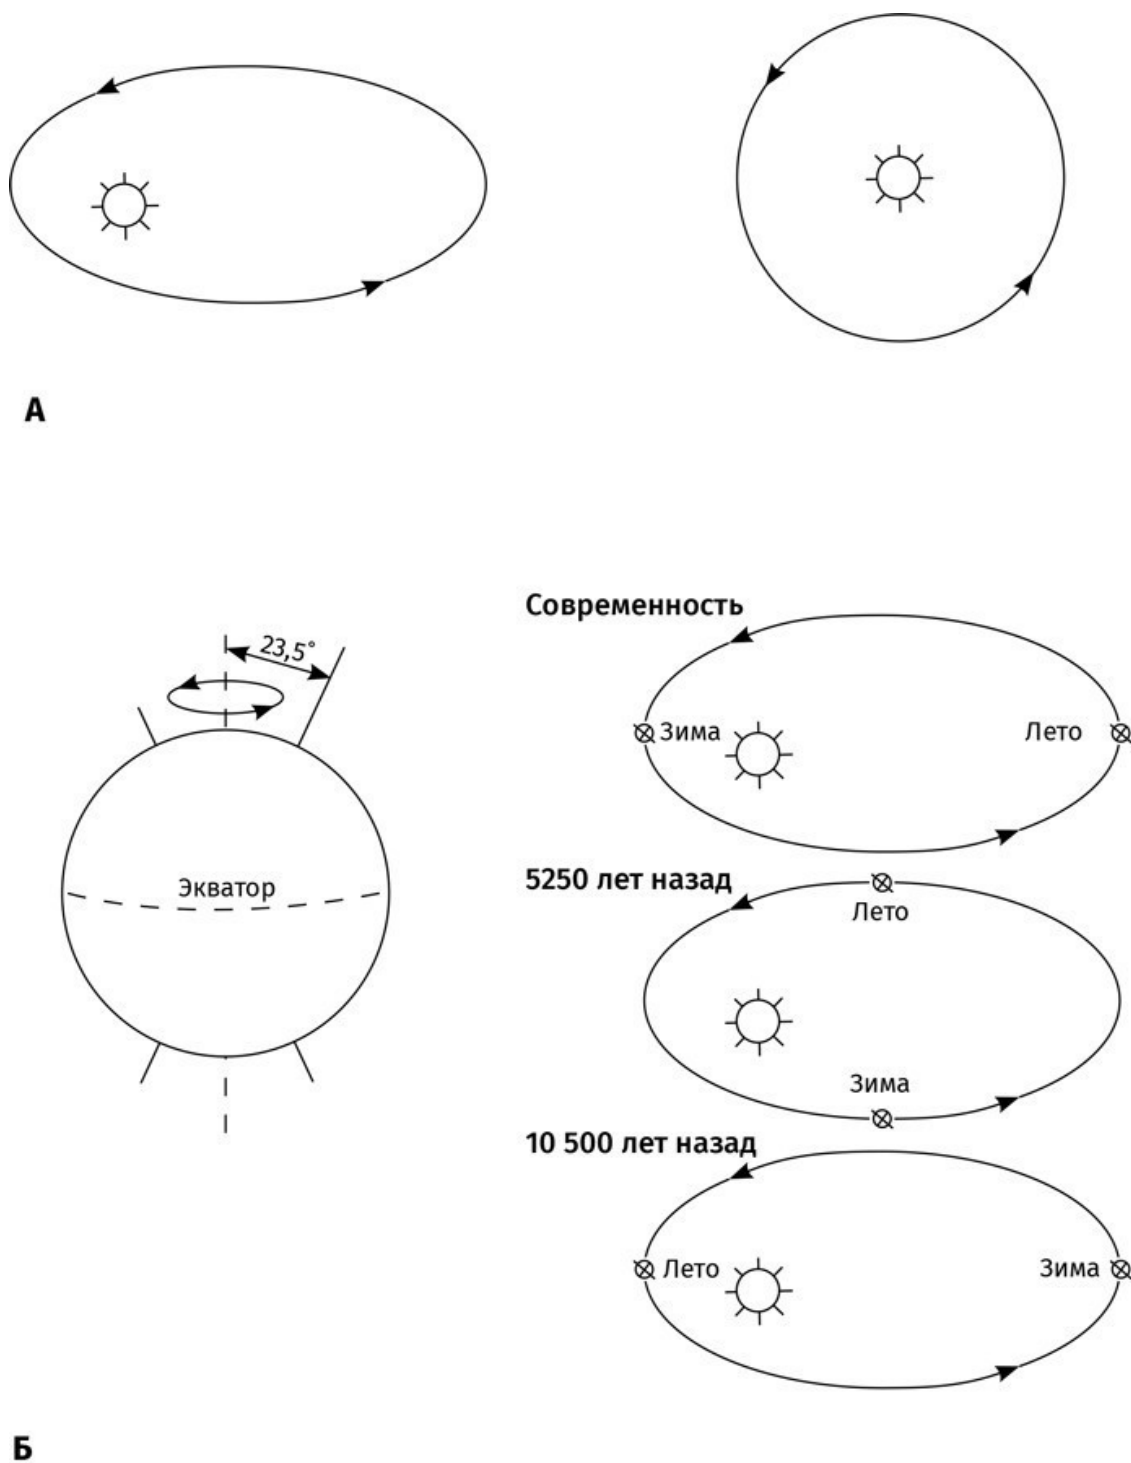 А
23,5°
Экватор
Современность
Зима
Лето
5250 лет назад
Лето
Зима
10 500 лет назад
Лето
Зима
Б